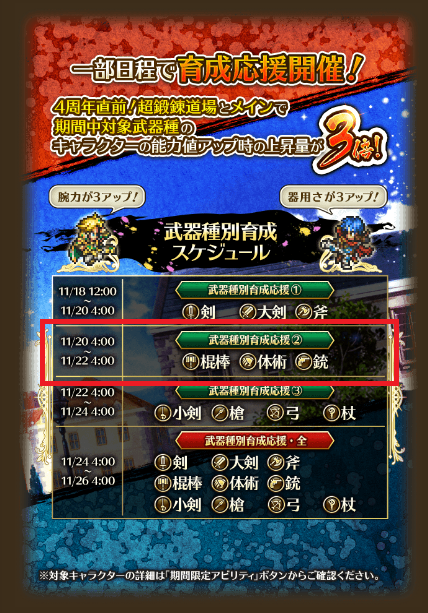 一部日程で育成応援開催！
4周年直前！超鍛錬道場とメインで
期間中対象武器種の
キャラクターの能力値アップ時の上昇量が3倍！
腕力が3アップ！
器用さが3アップ！
武器種別育成
スケジュール
11/18 12:00
～
11/20 4:00
武器種別育成応援①
剣 大剣 斧
11/20 4:00
～
11/22 4:00
武器種別育成応援②
棍棒 体術 銃
11/22 4:00
～
11/24 4:00
武器種別育成応援③
小剣 槍 弓 杖
11/24 4:00
～
11/26 4:00
武器種別育成応援・全
剣 大剣 斧
棍棒 体術 銃
小剣 槍 弓 杖
※対象キャラクターの詳細は「期間限定アビリティ」ボタンからご確認ください。